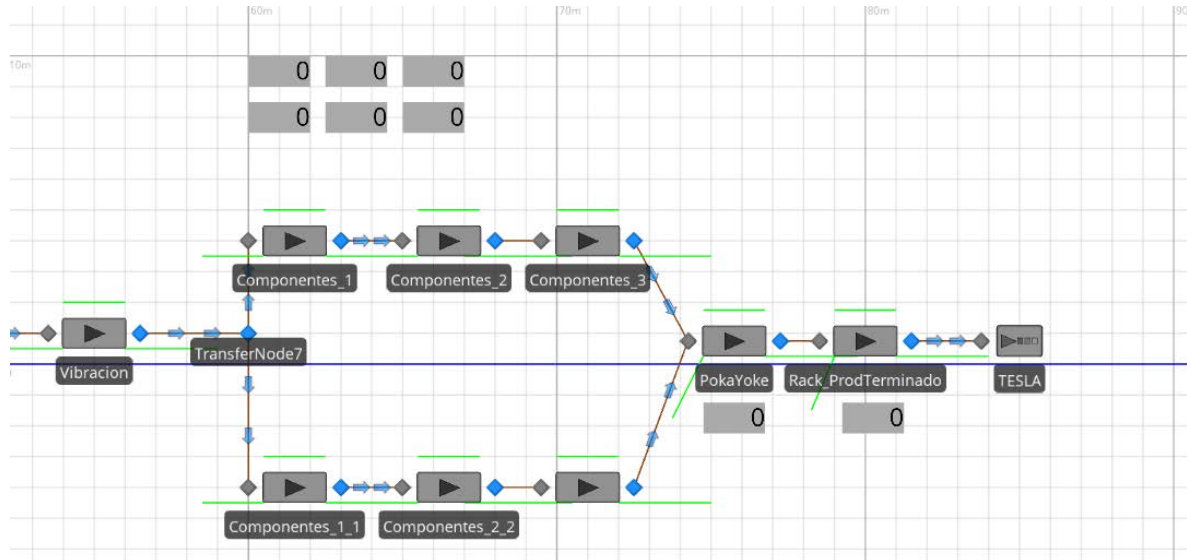 60m
70m
80m
90
10m
0 0 0
0 0 0
Componentes_1
Componentes_2
Componentes_3
TransferNode7
Vibracion
PokaYoke
Rack_ProdTerminado
TESLA
0
0
Componentes_1_1
Componentes_2_2